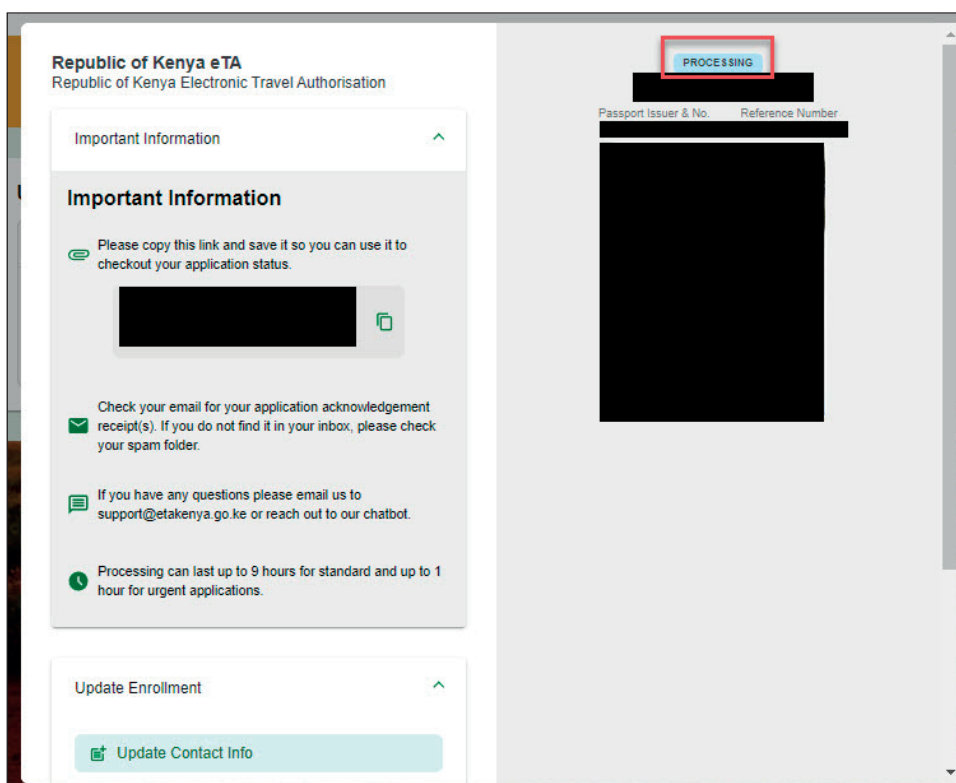 Republic of Kenya eTA
Republic of Kenya Electronic Travel Authorisation
Important Information
Important Information
Please copy this link and save it so you can use it to
checkout your application status.
Check your email for your application acknowledgement
receipt(s). If you do not find it in your inbox, please check
your spam folder.
If you have any questions please email us to
support@etakenya.go.ke or reach out to our chatbot.
Processing can last up to 9 hours for standard and up to 1
hour for urgent applications.
Update Enrollment
Update Contact Info
PROCESSING
Passport Issuer & No. Reference Number